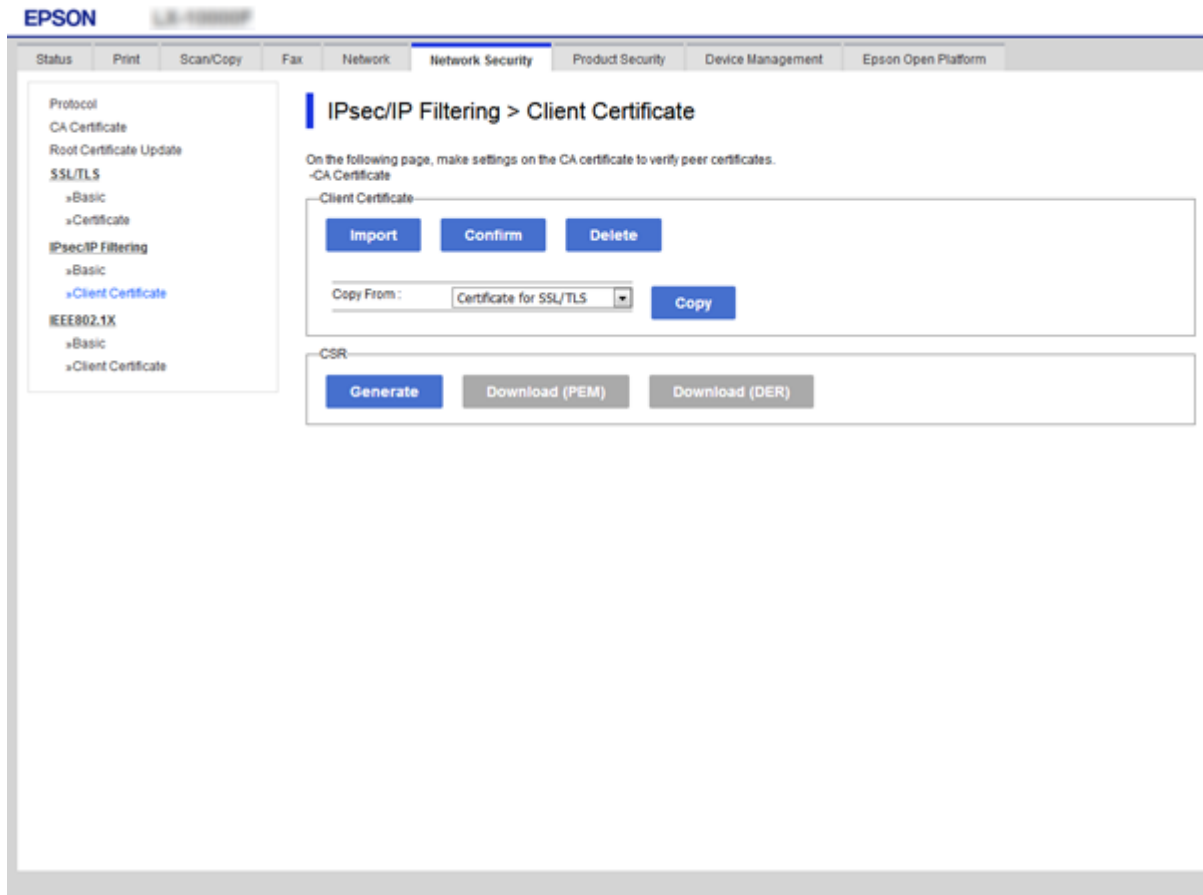 EPSON
Status Print Scan/Copy Fax Network Network Security Product Security Device Management Epson Open Platform
Protocol
CA Certificate
Root Certificate Update
SSL/TLS
»Basic
»Certificate
IPsec/IP Filtering
»Basic
»Client Certificate
IEEE802.1X
»Basic
»Client Certificate
IPsec/IP Filtering > Client Certificate
On the following page, make settings on the CA certificate to verify peer certificates.
-CA Certificate
Client Certificate
Import Confirm Delete
Copy From : Certificate for SSL/TLS Copy
CSR
Generate Download (PEM) Download (DER)